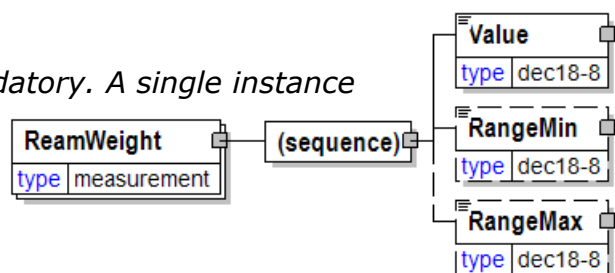 datory. A single instance
ReamWeight
type measurement
(sequence)
Value
type dec18-8
RangeMin
type dec18-8
RangeMax
type dec18-8